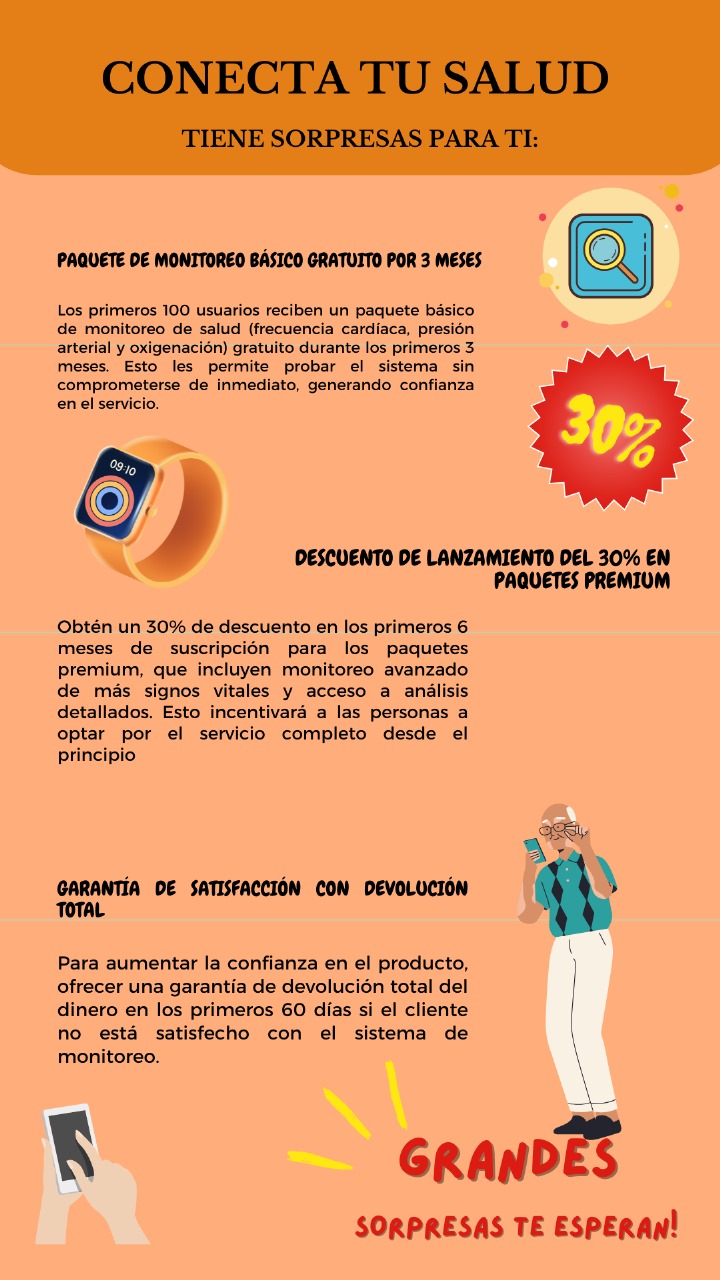 CONECTA TU SALUD
TIENE SORPRESAS PARA TI:
PAQUETE DE MONITOREO BÁSICO GRATUITO POR 3 MESES
Los primeros 100 usuarios reciben un paquete básico
de monitoreo de salud (frecuencia cardíaca, presión
arterial y oxigenación) gratuito durante los primeros 3
meses. Esto les permite probar el sistema sin
comprometerse de inmediato, generando confianza
en el servicio.
30%
09:10
DESCUENTO DE LANZAMIENTO DEL 30% EN
PAQUETES PREMIUM
Obtén un 30% de descuento en los primeros 6
meses de suscripción para los paquetes
premium, que incluyen monitoreo avanzado
de más signos vitales y acceso a análisis
detallados. Esto incentivará a las personas a
optar por el servicio completo desde el
principio
GARANTÍA DE SATISFACCIÓN CON DEVOLUCIÓN
TOTAL
Para aumentar la confianza en el producto,
ofrecer una garantía de devolución total del
dinero en los primeros 60 días si el cliente
no está satisfecho con el sistema de
monitoreo.
GRANDES
SORPRESAS TE ESPERAN!